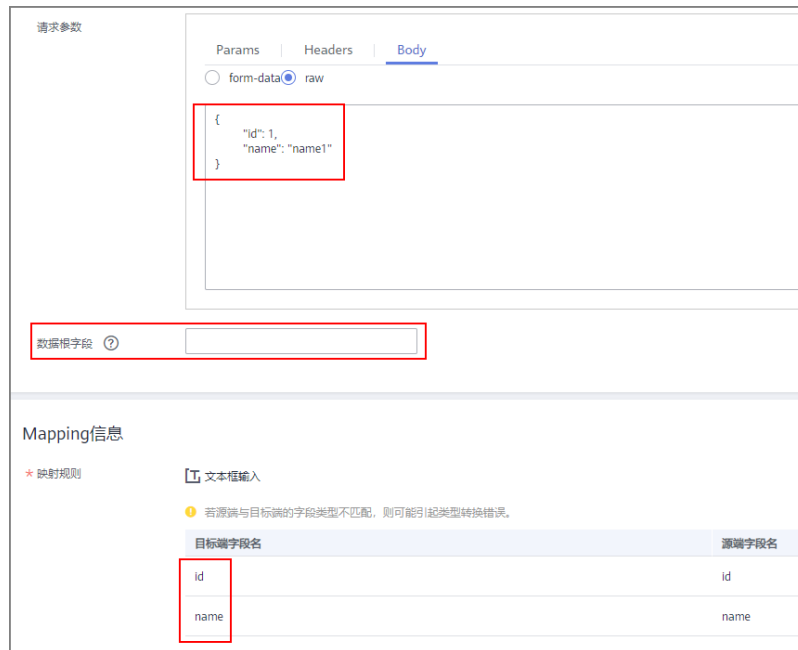 请求参数
Params Headers Body
form-data raw
{
"id": 1,
"name": "name1"
}
数据根字段 ?
Mapping信息
* 映射规则 T 文本框输入
若源端与目标端的字段类型不匹配，则可能引起类型转换错误。
目标端字段名 源端字段名
id id
name name